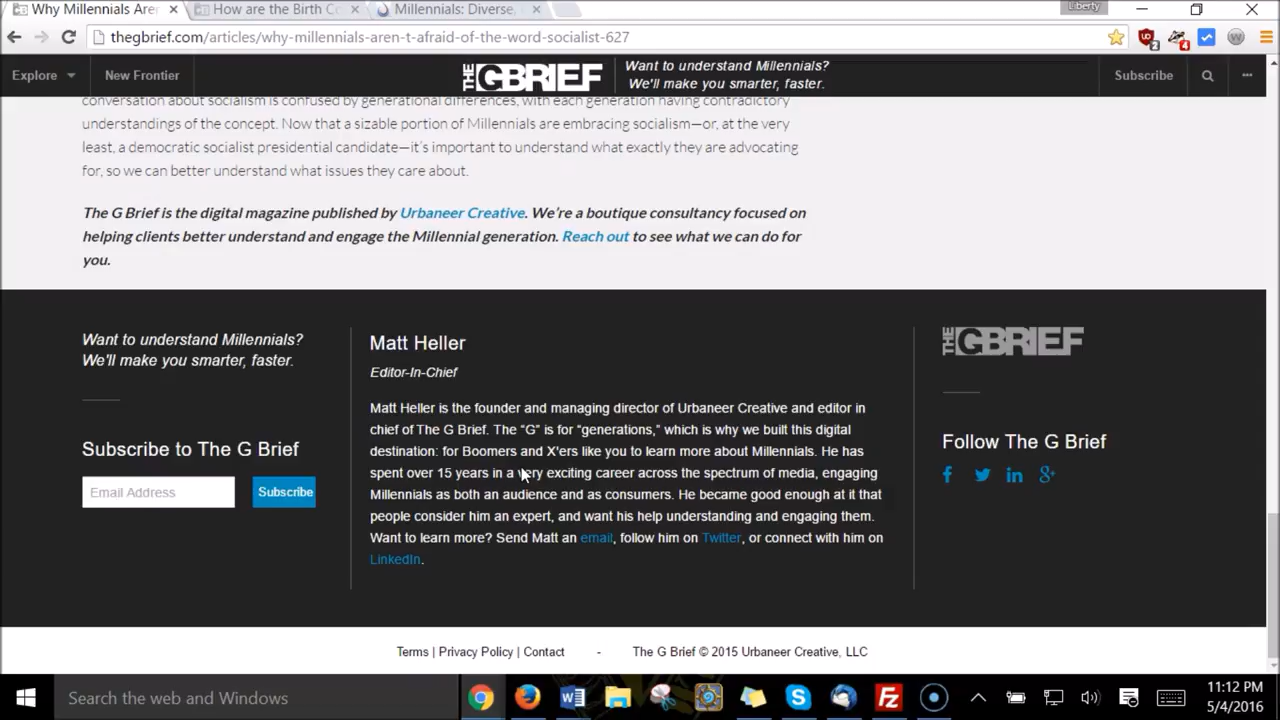 Why Millennials Aren
How are the Birth Co
Millennials: Diverse,
Liberty
thegbrief.com/articles/why-millennials-aren-t-afraid-of-the-word-socialist-627
Explore
New Frontier
THE GBRIEF
Want to understand Millennials?
We'll make you smarter, faster.
Subscribe
conversation about socialism is confused by generational differences, with each generation having contradictory
understandings of the concept. Now that a sizable portion of Millennials are embracing socialism—or, at the very
least, a democratic socialist presidential candidate—it's important to understand what exactly they are advocating
for, so we can better understand what issues they care about.
The G Brief is the digital magazine published by Urbaneer Creative. We're a boutique consultancy focused on
helping clients better understand and engage the Millennial generation. Reach out to see what we can do for
you.
Want to understand Millennials?
We'll make you smarter, faster.
Subscribe to The G Brief
Email Address
Subscribe
Matt Heller
Editor-In-Chief
Matt Heller is the founder and managing director of Urbaneer Creative and editor in
chief of The G Brief. The “G” is for “generations,” which is why we built this digital
destination: for Boomers and X'ers like you to learn more about Millennials. He has
spent over 15 years in a very exciting career across the spectrum of media, engaging
Millennials as both an audience and as consumers. He became good enough at it that
people consider him an expert, and want his help understanding and engaging them.
Want to learn more? Send Matt an email, follow him on Twitter, or connect with him on
LinkedIn.
THE GBRIEF
Follow The G Brief
Terms | Privacy Policy | Contact - The G Brief © 2015 Urbaneer Creative, LLC
Search the web and Windows
11:12 PM
5/4/2016